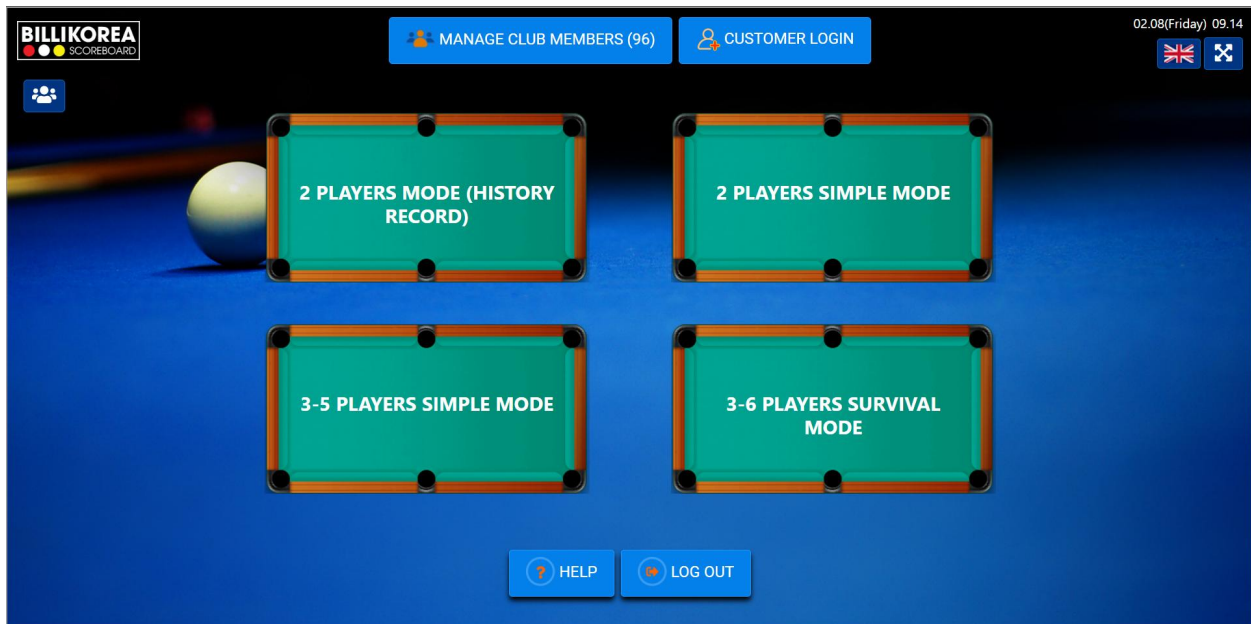 BILLIKOREA
SCOREBOARD
MANAGE CLUB MEMBERS (96)
CUSTOMER LOGIN
02.08(Friday) 09.14
2 PLAYERS MODE (HISTORY
RECORD)
2 PLAYERS SIMPLE MODE
3-5 PLAYERS SIMPLE MODE
3-6 PLAYERS SURVIVAL
MODE
? HELP
LOG OUT